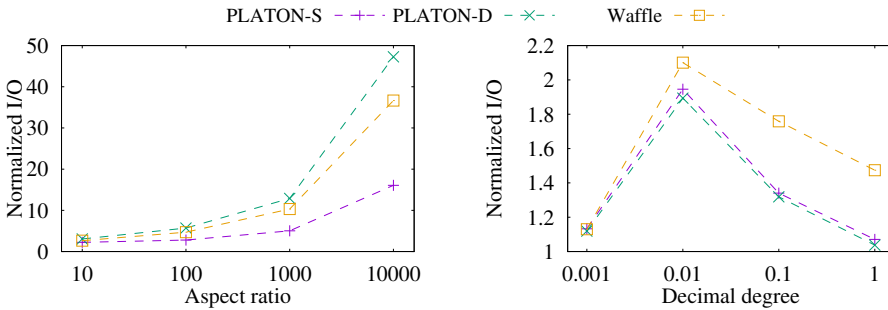 PLATON-S PLATON-D Waffle
Normalized I/O
50
40
30
20
10
0
10 100 1000 10000
Aspect ratio
Normalized I/O
2.2
2
1.8
1.6
1.4
1.2
1
0.001 0.01 0.1 1
Decimal degree